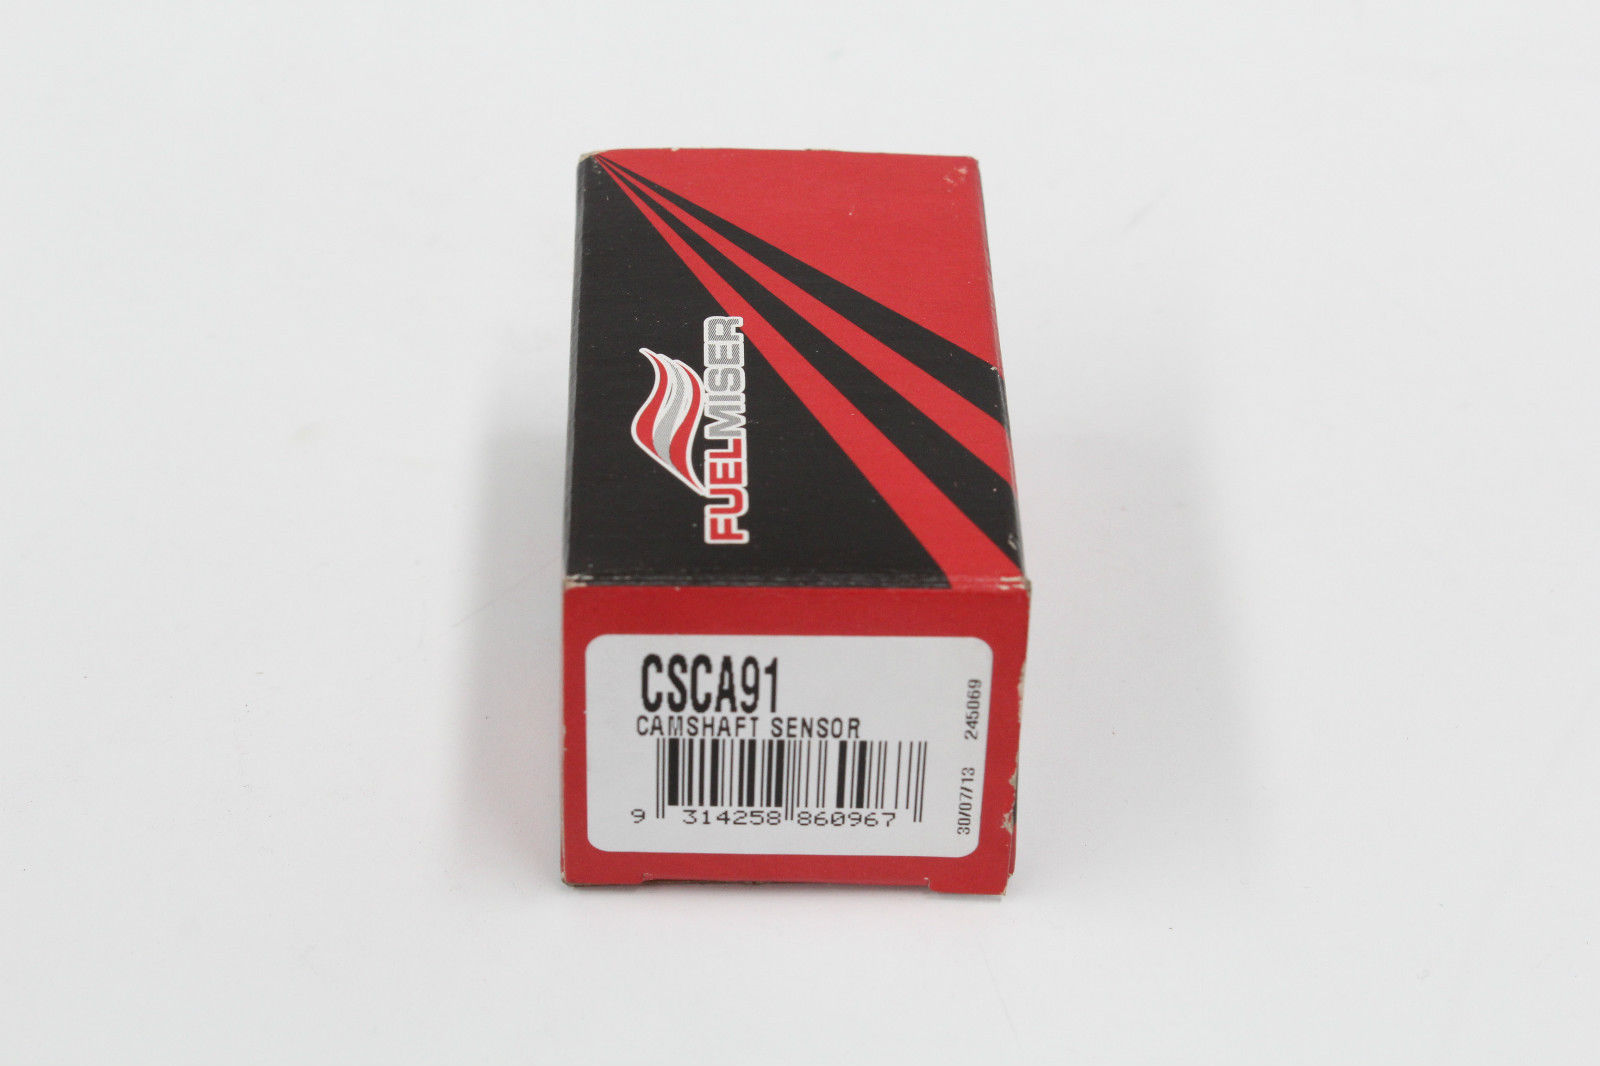 FUELMISER
CSCA91
CAMSHAFT SENSOR
9 314258 860967
30/07/13 245069